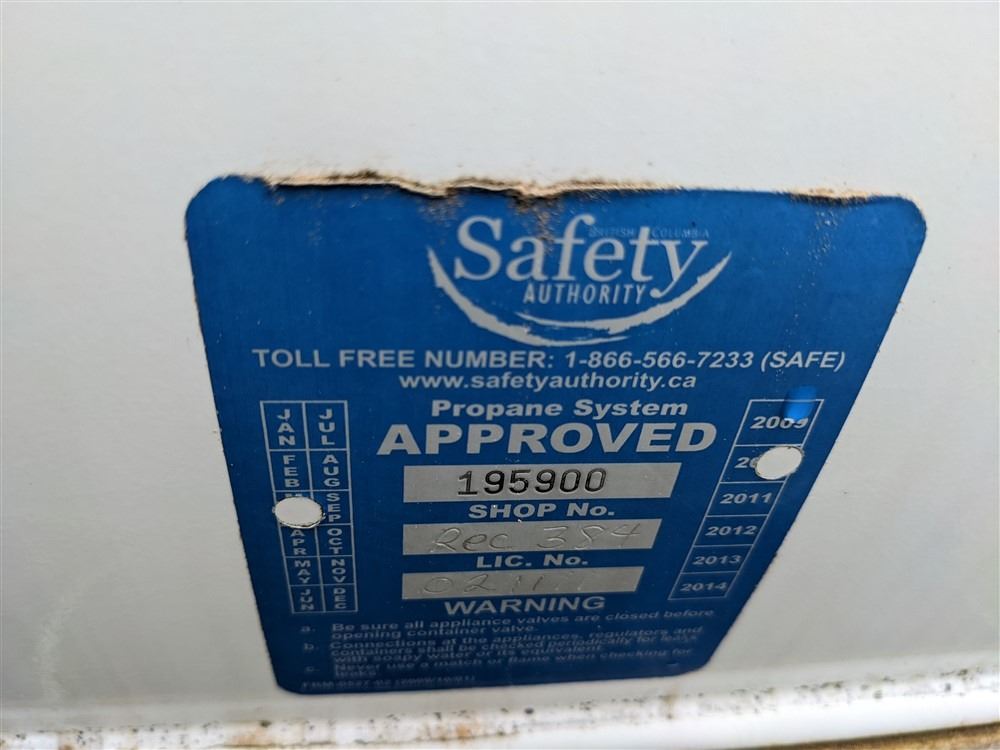 BRITISH COLUMBIA
Safety
AUTHORITY
TOLL FREE NUMBER: 1-866-566-7233 (SAFE)
www.safetyauthority.ca
Propane System
APPROVED
195900
SHOP No.
Rec 384
LIC. No.
WARNING
a. Be sure all appliance valves are closed before
opening container valve.
b. Connections at the appliances, regulators and
containers shall be checked periodically for leaks
with soapy water or its equivalent.
c. Never use a match or flame when checking for
leaks.
JAN JUL
FEB AUG
SEP
APR OCT
MAY NOV
JUN DEC
2009
2011
2012
2013
2014